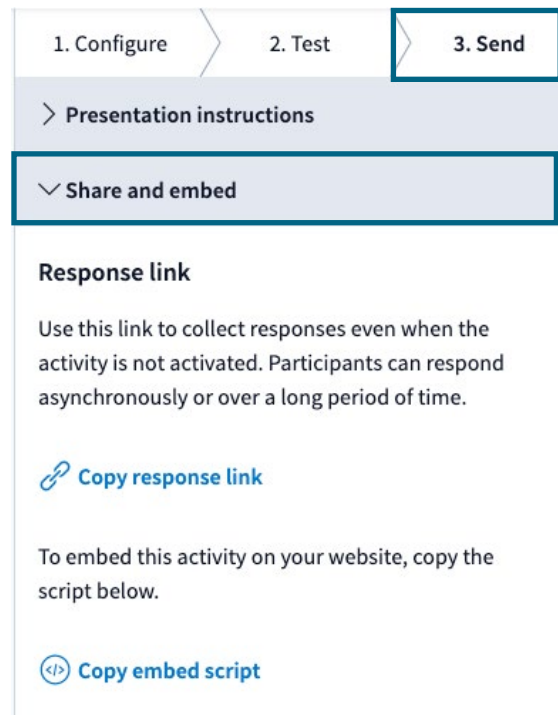 1. Configure
2. Test
3. Send
Presentation instructions
Share and embed
Response link
Use this link to collect responses even when the
activity is not activated. Participants can respond
asynchronously or over a long period of time.
Copy response link
To embed this activity on your website, copy the
script below.
Copy embed script